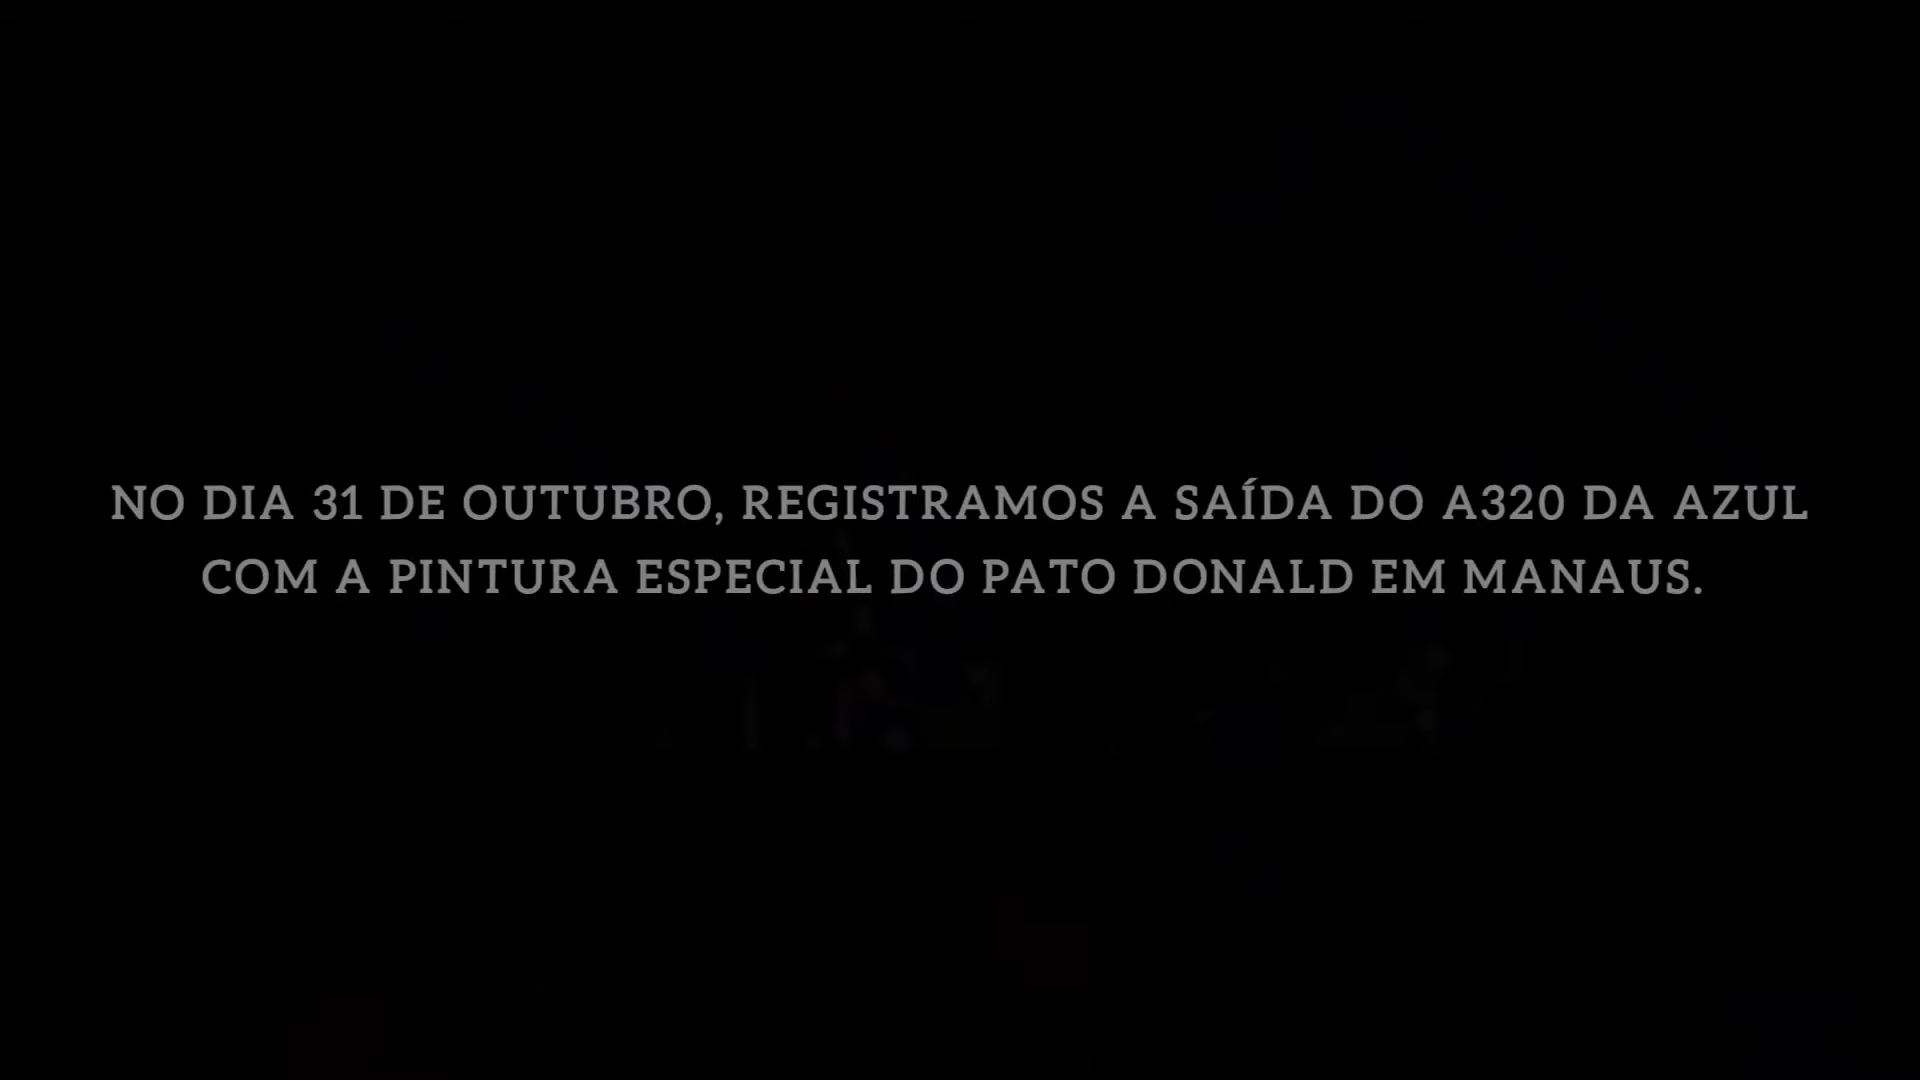 NO DIA 31 DE OUTUBRO, REGISTRAMOS A SAÍDA DO A320 DA AZUL
COM A PINTURA ESPECIAL DO PATO DONALD EM MANAUS.